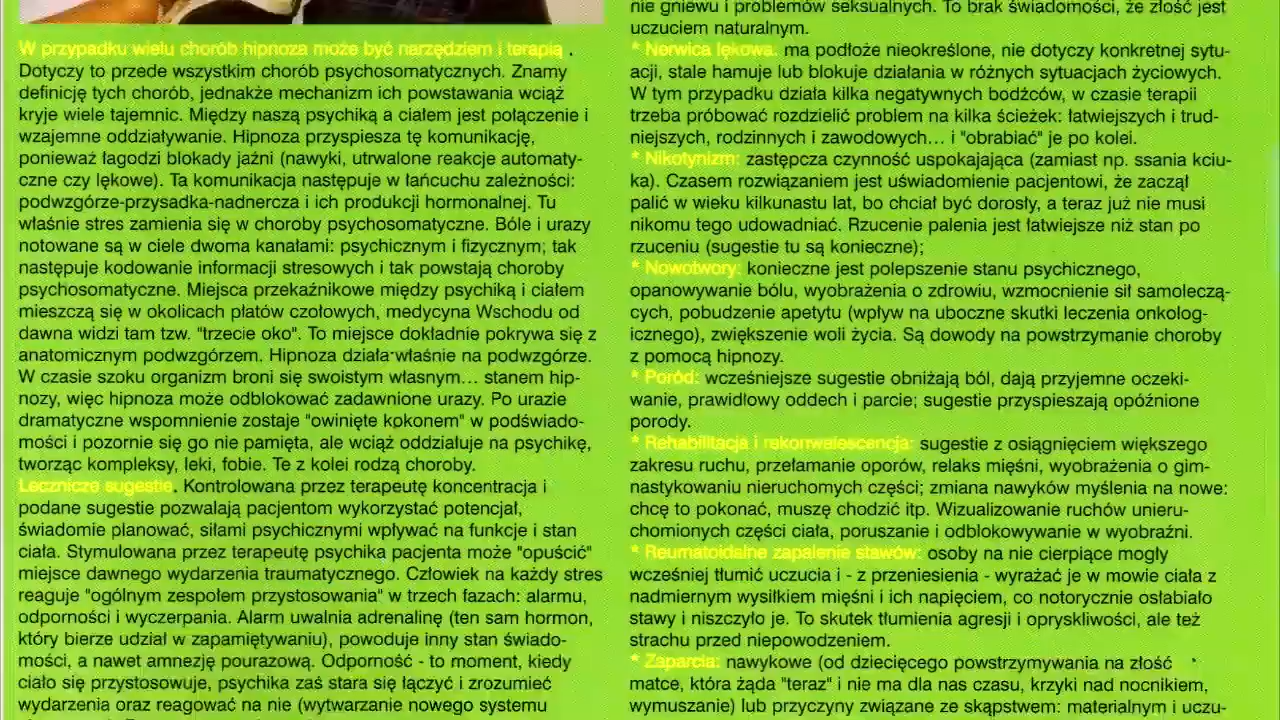 W przypadku wielu chorób hipnoza może być narzędziem i terapią .
Dotyczy to przede wszystkim chorób psychosomatycznych. Znamy
definicję tych chorób, jednakże mechanizm ich powstawania wciąż
kryje wiele tajemnic. Między naszą psychiką a ciałem jest połączenie i
wzajemne oddziaływanie. Hipnoza przyspiesza tę komunikację,
ponieważ łagodzi blokady jaźni (nawyki, utrwalone reakcje automaty-
czne czy lękowe). Ta komunikacja następuje w łańcuchu zależności:
podwzgórze-przysadka-nadnercza i ich produkcji hormonalnej. Tu
właśnie stres zamienia się w choroby psychosomatyczne. Bóle i urazy
notowane są w ciele dwoma kanałami: psychicznym i fizycznym; tak
następuje kodowanie informacji stresowych i tak powstają choroby
psychosomatyczne. Miejsca przekaźnikowe między psychiką i ciałem
mieszczą się w okolicach płatów czołowych, medycyna Wschodu od
dawna widzi tam tzw. "trzecie oko". To miejsce dokładnie pokrywa się z
anatomicznym podwzgórzem. Hipnoza działa właśnie na podwzgórze.
W czasie szoku organizm broni się swoistym własnym... stanem hip-
nozy, więc hipnoza może odblokować zadawnione urazy. Po urazie
dramatyczne wspomnienie zostaje "owinięte kokonem" w podświado-
mości i pozornie się go nie pamięta, ale wciąż oddziałuje na psychikę,
tworząc kompleksy, leki, fobie. Te z kolei rodzą choroby.
Lecznicze sugestie. Kontrolowana przez terapeutę koncentracja i
podane sugestie pozwalają pacjentom wykorzystać potencjał,
świadomie planować, siłami psychicznymi wpływać na funkcje i stan
ciała. Stymulowana przez terapeutę psychika pacjenta może "opuścić"
miejsce dawnego wydarzenia traumatycznego. Człowiek na każdy stres
reaguje "ogólnym zespołem przystosowania" w trzech fazach: alarmu,
odporności i wyczerpania. Alarm uwalnia adrenalinę (ten sam hormon,
który bierze udział w zapamiętywaniu), powoduje inny stan świado-
mości, a nawet amnezję pourazową. Odporność - to moment, kiedy
ciało się przystosowuje, psychika zaś stara się łączyć i zrozumieć
wydarzenia oraz reagować na nie (wytwarzanie nowego systemu
nie gniewu i problemów seksualnych. To brak świadomości, że złość jest
uczuciem naturalnym.
* Nerwica lękowa: ma podłoże nieokreślone, nie dotyczy konkretnej sytu-
acji, stale hamuje lub blokuje działania w różnych sytuacjach życiowych.
W tym przypadku działa kilka negatywnych bodźców, w czasie terapii
trzeba próbować rozdzielić problem na kilka ścieżek: łatwiejszych i trud-
niejszych, rodzinnych i zawodowych... i "obrabiać" je po kolei.
* Nikotynizm: zastępcza czynność uspokajająca (zamiast np. ssania kciu-
ka). Czasem rozwiązaniem jest uświadomienie pacjentowi, że zaczął
palić w wieku kilkunastu lat, bo chciał być dorosły, a teraz już nie musi
nikomu tego udowadniać. Rzucenie palenia jest łatwiejsze niż stan po
rzuceniu (sugestie tu są konieczne);
* Nowotwory: konieczne jest polepszenie stanu psychicznego,
opanowywanie bólu, wyobrażenia o zdrowiu, wzmocnienie sił samoleczą-
cych, pobudzenie apetytu (wpływ na uboczne skutki leczenia onkolog-
icznego), zwiększenie woli życia. Są dowody na powstrzymanie choroby
z pomocą hipnozy.
* Poród: wcześniejsze sugestie obniżają ból, dają przyjemne oczeki-
wanie, prawidłowy oddech i parcie; sugestie przyspieszają opóźnione
porody.
* Rehabilitacja i rekonwalescencja: sugestie z osiągnięciem większego
zakresu ruchu, przełamanie oporów, relaks mięśni, wyobrażenia o gim-
nastykowaniu nieruchomych części; zmiana nawyków myślenia na nowe:
chcę to pokonać, muszę chodzić itp. Wizualizowanie ruchów unieru-
chomionych części ciała, poruszanie i odblokowywanie w wyobraźni.
* Reumatoidalne zapalenie stawów: osoby na nie cierpiące mogły
wcześniej tłumić uczucia i - z przeniesienia - wyrażać je w mowie ciała z
nadmiernym wysiłkiem mięśni i ich napięciem, co notorycznie osłabiało
stawy i niszczyło je. To skutek tłumienia agresji i opryskliwości, ale też
strachu przed niepowodzeniem.
* Zaparcia: nawykowe (od dziecięcego powstrzymywania na złość
matce, która żąda "teraz" i nie ma dla nas czasu, krzyki nad nocnikiem,
wymuszanie) lub przyczyny związane ze skąpstwem: materialnym i uczu-